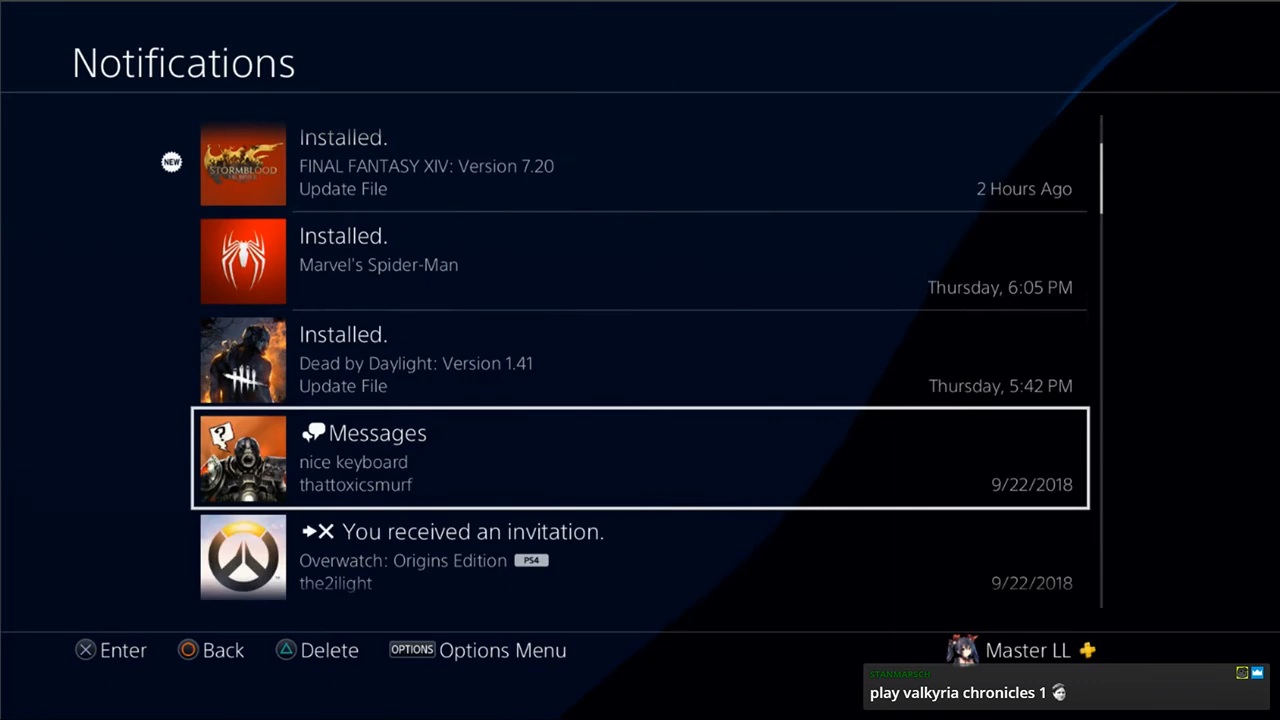 Notifications
NEW
STORMBLOOD
Installed.
FINAL FANTASY XIV: Version 7.20
Update File
2 Hours Ago
Installed.
Marvel's Spider-Man
Thursday, 6:05 PM
Installed.
Dead by Daylight: Version 1.41
Update File
Thursday, 5:42 PM
?
Messages
nice keyboard
thattoxicsmurf
9/22/2018
You received an invitation.
Overwatch: Origins Edition PS4
the2ilight
9/22/2018
Enter Back Delete OPTIONS Options Menu Master LL
STANMARSCH
play valkyria chronicles 1